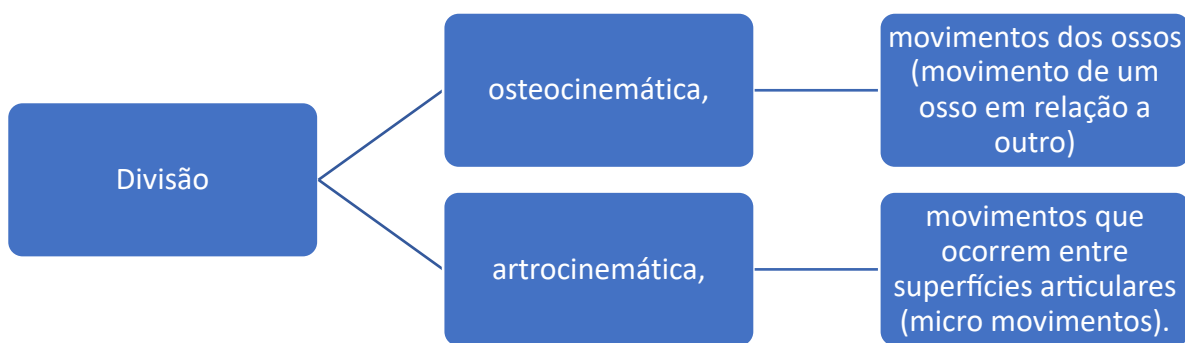 Divisão
osteocinemática,
movimentos dos ossos
(movimento de um
osso em relação a
outro)
artrocinemática,
movimentos que
ocorrem entre
superfícies articulares
(micro movimentos).